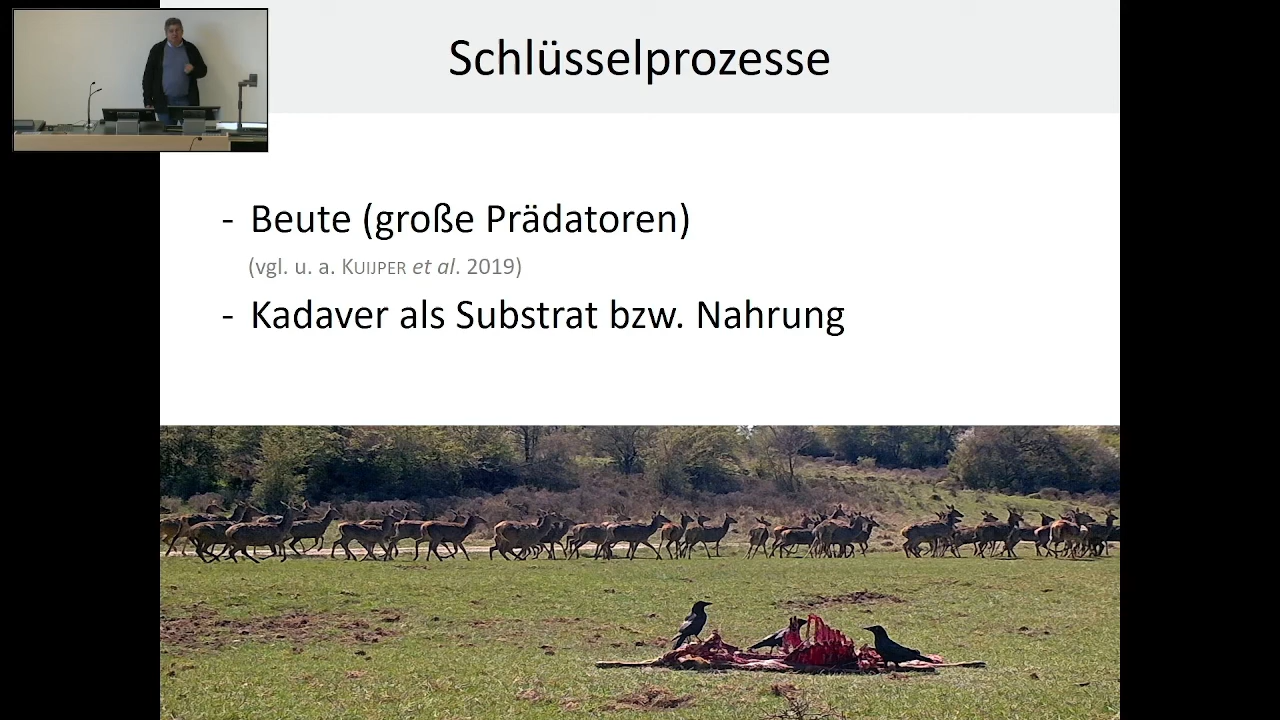 Schlüsselprozesse
- Beute (große Prädatoren)
(vgl. u. a. KUIJPER et al. 2019)
- Kadaver als Substrat bzw. Nahrung